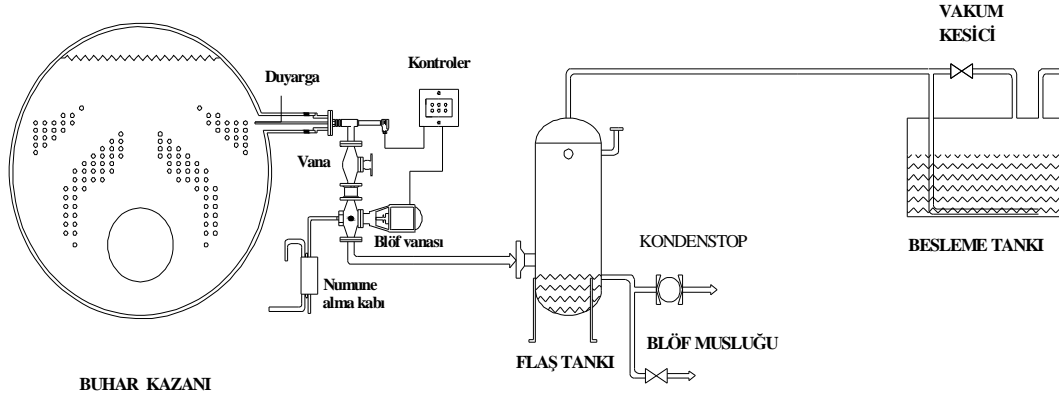 VAKUM
KESİCİ
Duyarga
Kontroler
Vana
Blöf vanası
Numune
alma kabı
KONDENSTOP
BESLEME TANKI
FLAŞ TANKI
BLÖF MUSLUĞU
BUHAR KAZANI